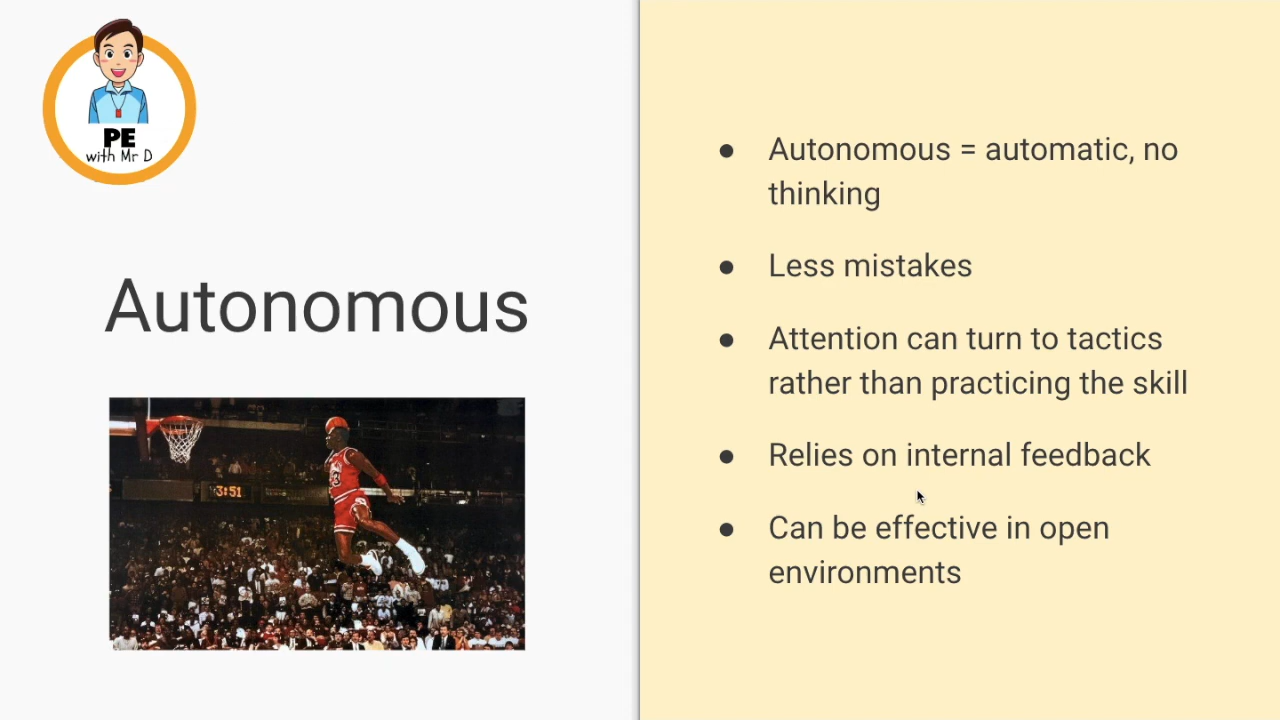 PE
with Mr D
Autonomous
3:51
● Autonomous = automatic, no
thinking
● Less mistakes
● Attention can turn to tactics
rather than practicing the skill
● Relies on internal feedback
● Can be effective in open
environments